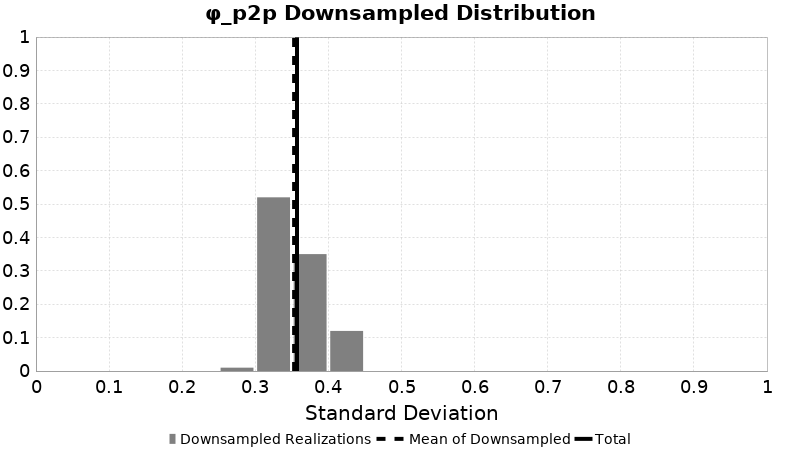 φ_p2p Downsampled Distribution
1
0.9
0.8
0.7
0.6
0.5
0.4
0.3
0.2
0.1
0
0 0.1 0.2 0.3 0.4 0.5 0.6 0.7 0.8 0.9 1
Standard Deviation
Downsampled Realizations Mean of Downsampled Total